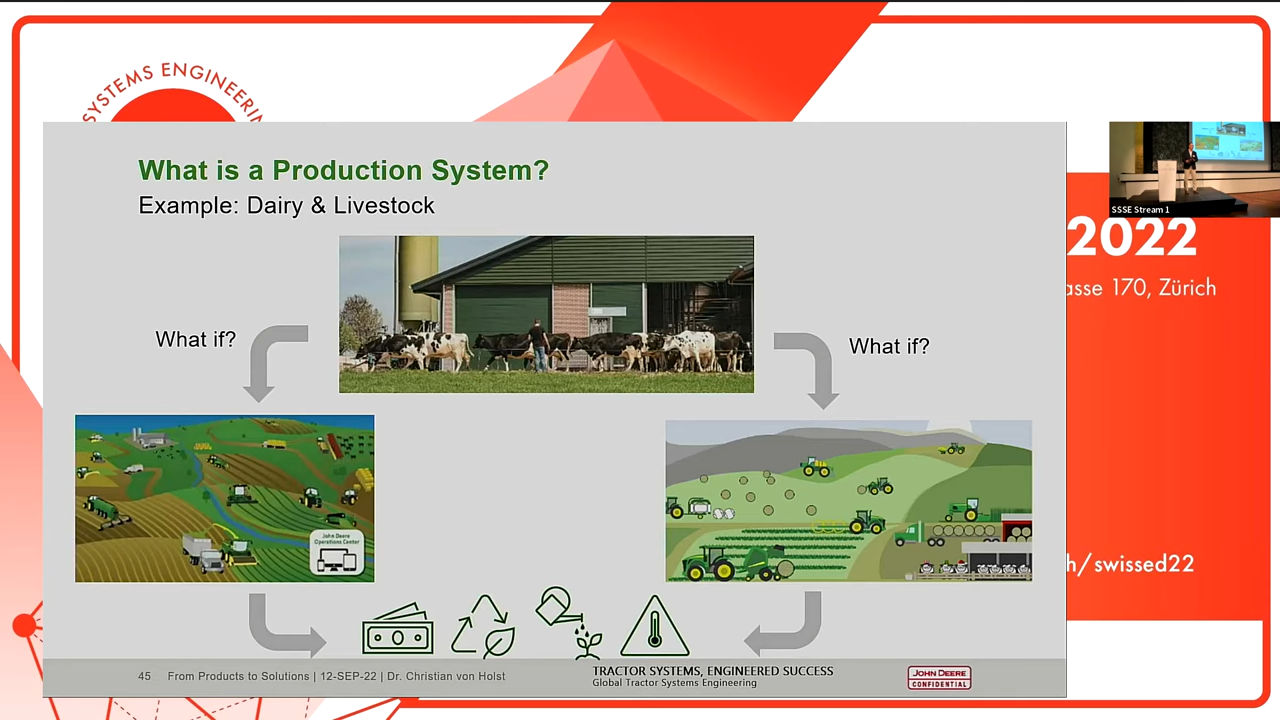 SYSTEMS ENGINEERIN
What is a Production System?
Example: Dairy & Livestock
SSSE Stream 1
2022
asse 170, Zürich
What if?
What if?
John Deere
Operations Center
h/swissed22
45 From Products to Solutions | 12-SEP-22 | Dr. Christian von Holst
TRACTOR SYSTEMS, ENGINEERED SUCCESS
Global Tractor Systems Engineering
JOHN DEERE
CONFIDENTIAL